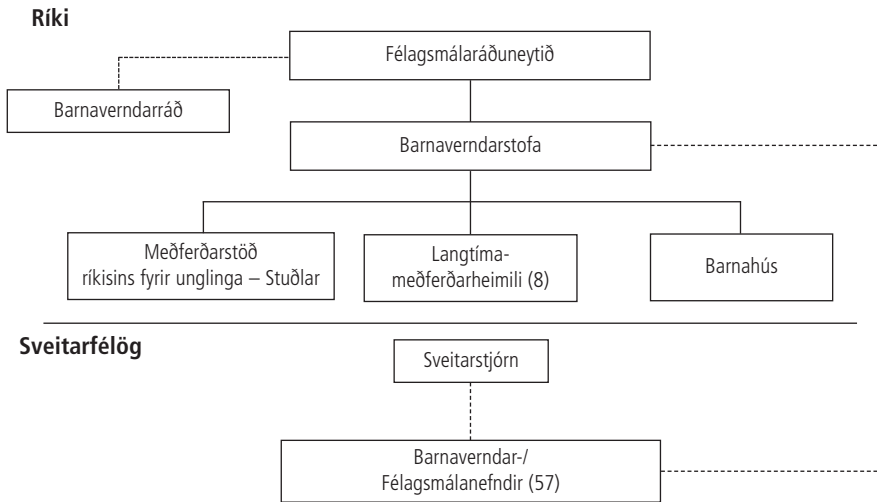 Ríki
Félagsmálaráðuneytið
Barnaverndarráð
Barnaverndarstofa
Meðferðarstöð
ríkisins fyrir unglinga – Stuðlar
Langtíma-
meðferðarheimili (8)
Barnahús
Sveitarfélög
Sveitarstjórn
Barnaverndar-/
Félagsmálanefndir (57)